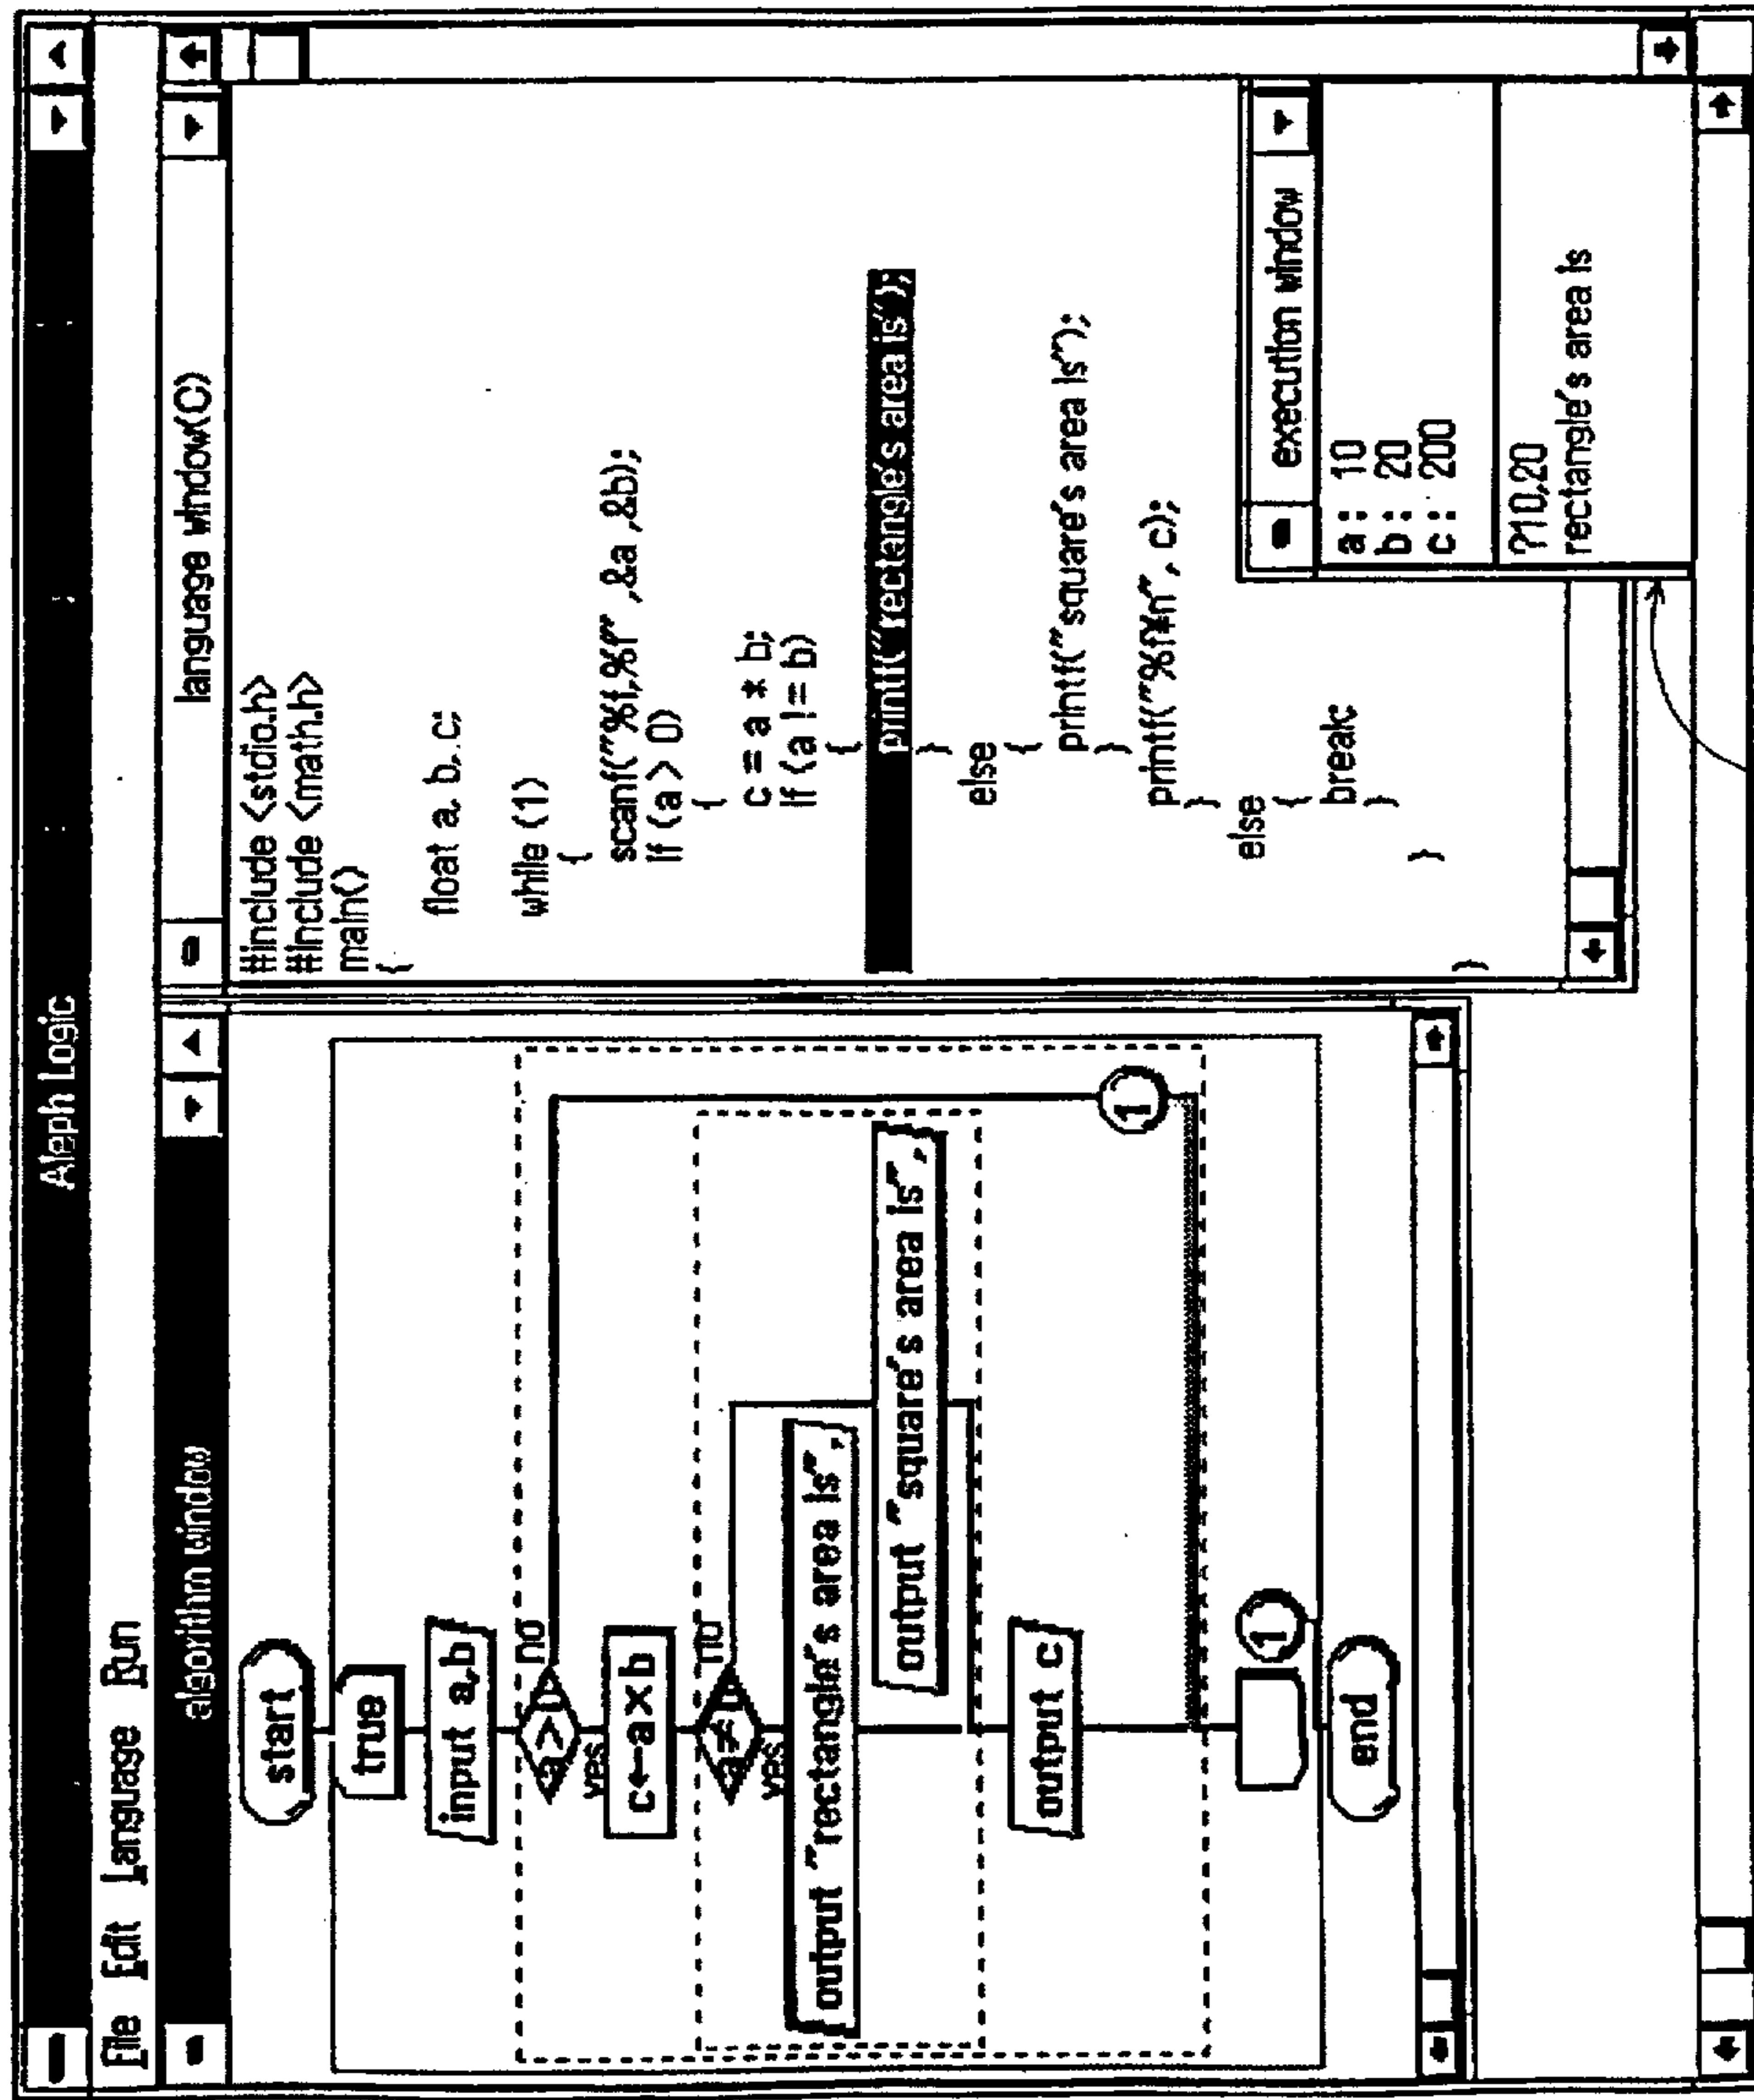 Aleph Logic
File Edit Language Run
algorithm window
start
true
input a,b
a>0
no
yes
c←a×b
no
yes
output "rectangle's area is",
output "square's area is",
output c
1
1
end
language window(C)
#include <stdio.h>
#include <math.h>
main()
{
float a, b, c;
while (1)
{
scanf("%f,%f" ,&a ,&b);
if (a > 0)
{
c = a * b;
if (a != b)
{
printf("rectangle's area is");
}
else
{
printf("square's area is");
}
printf("%f¥n", c);
}
else
{
break;
}
}
}
execution window
a : 10
b : 20
c : 200
?10,20
rectangle's area is